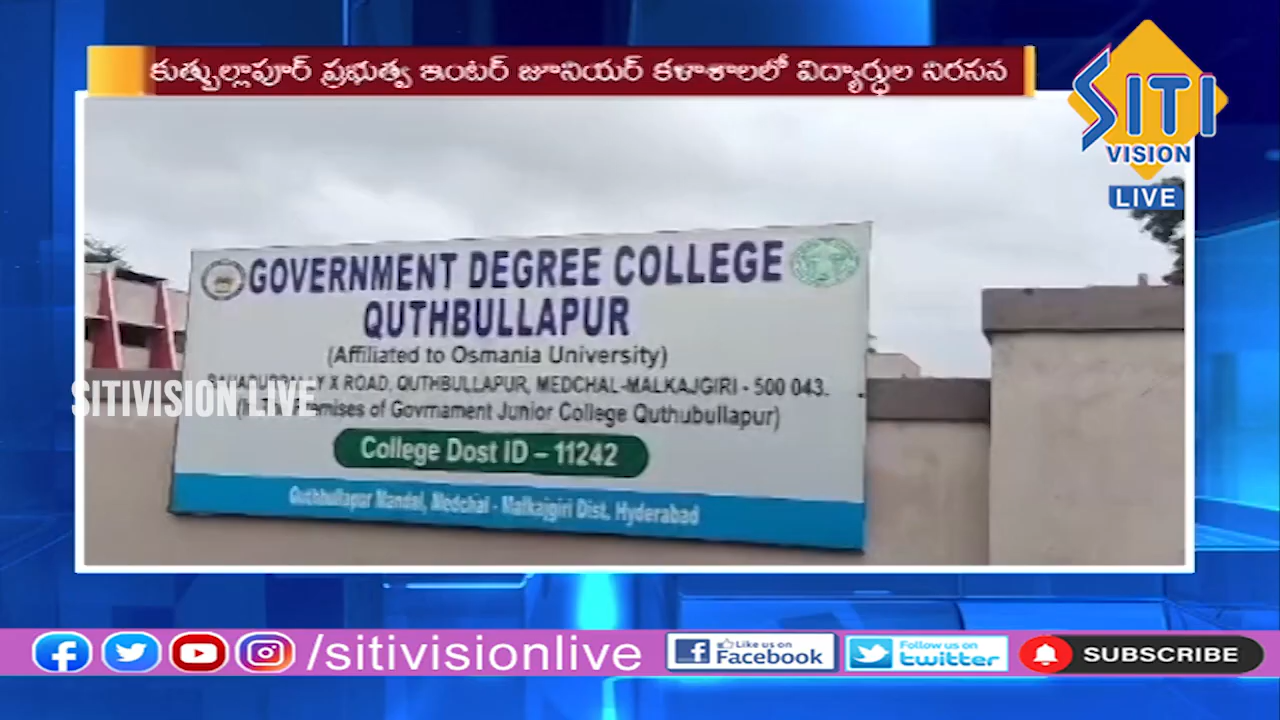 కుత్బుల్లాపూర్ ప్రభుత్వ ఇంటర్ జూనియర్ కళాశాలలో విద్యార్ధుల నిరసన
SITI
VISION
LIVE
GOVERNMENT DEGREE COLLEGE
QUTHBULLAPUR
(Affiliated to Osmania University)
X ROAD, QUTHBULLAPUR, MEDCHAL-MALKAJGIRI - 500 043.
SITIVISION LIVE
of Govrnament Junior College Quthubullapur)
College Dost ID – 11242
Quthbullapur Mandal, Medchal - Malkajgiri Dist. Hyderabad
/sitivisionlive
Like us on
Facebook
Follow us on
twitter
SUBSCRIBE